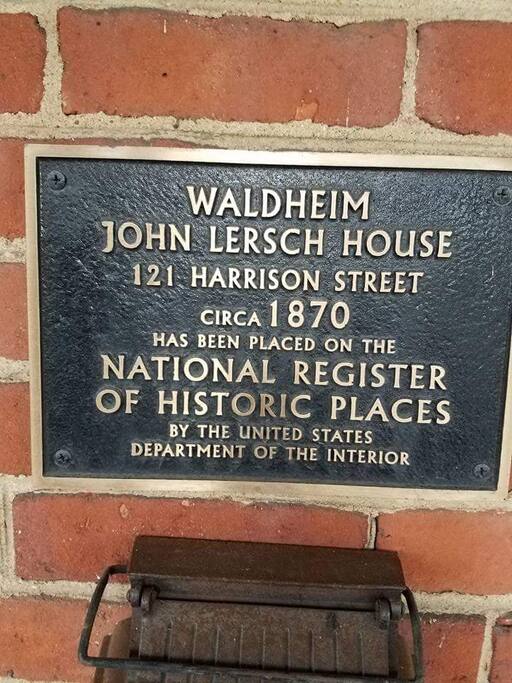 WALDHEIM
JOHN LERSCH HOUSE
121 HARRISON STREET
CIRCA 1870
HAS BEEN PLACED ON THE
NATIONAL REGISTER
OF HISTORIC PLACES
BY THE UNITED STATES
DEPARTMENT OF THE INTERIOR